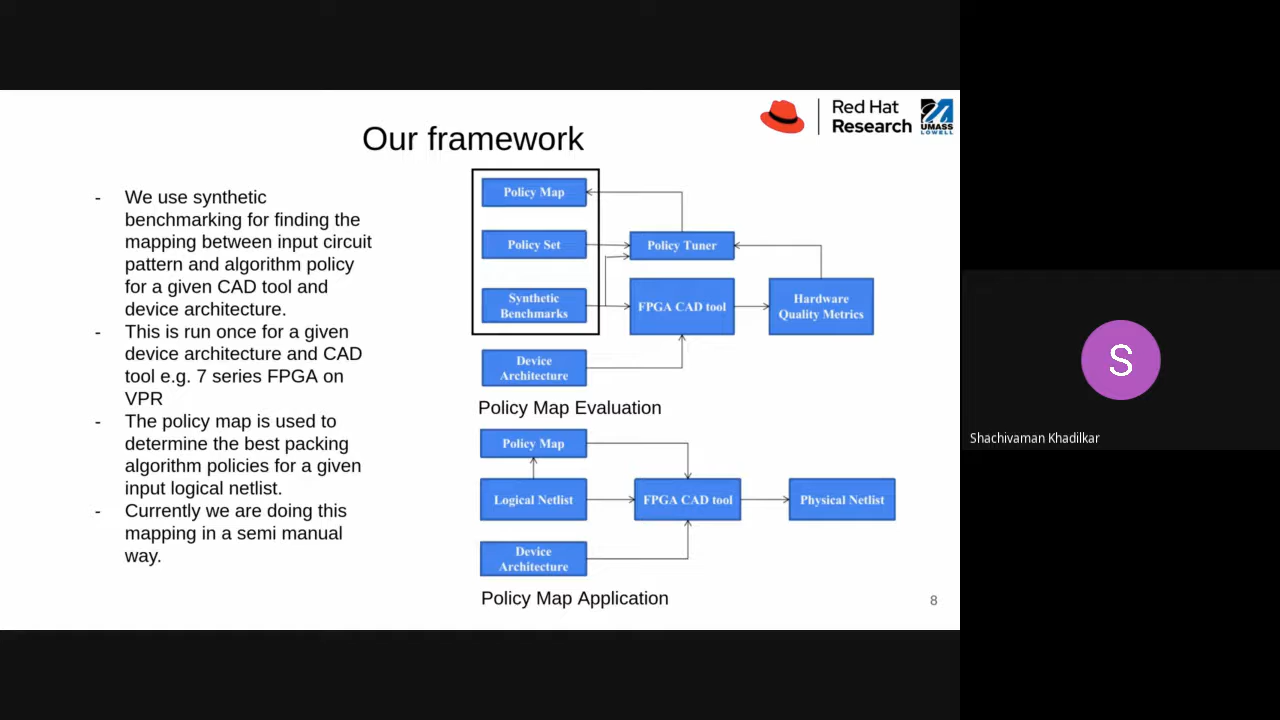 Red Hat
Research
UMASS
LOWELL
Our framework
- We use synthetic
benchmarking for finding the
mapping between input circuit
pattern and algorithm policy
for a given CAD tool and
device architecture.
- This is run once for a given
device architecture and CAD
tool e.g. 7 series FPGA on
VPR
- The policy map is used to
determine the best packing
algorithm policies for a given
input logical netlist.
- Currently we are doing this
mapping in a semi manual
way.
Policy Map
Policy Set
Policy Tuner
Synthetic
Benchmarks
FPGA CAD tool
Hardware
Quality Metrics
Device
Architecture
Policy Map Evaluation
Policy Map
Logical Netlist
FPGA CAD tool
Physical Netlist
Device
Architecture
Policy Map Application
8
S
Shachivaman Khadilkar